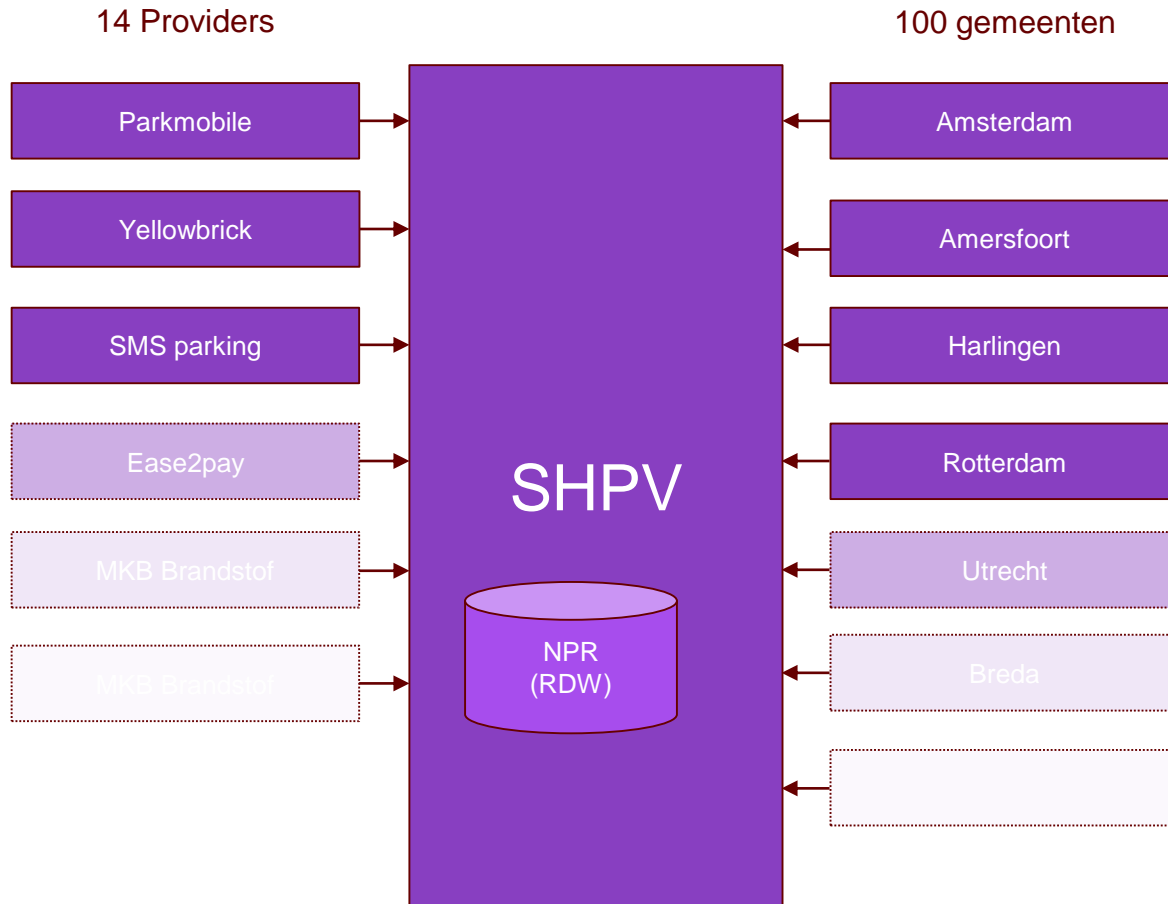 14 Providers
100 gemeenten
Parkmobile
Yellowbrick
SMS parking
Ease2pay
MKB Brandstof
MKB Brandstof
SHPV
NPR
(RDW)
Amsterdam
Amersfoort
Harlingen
Rotterdam
Utrecht
Breda